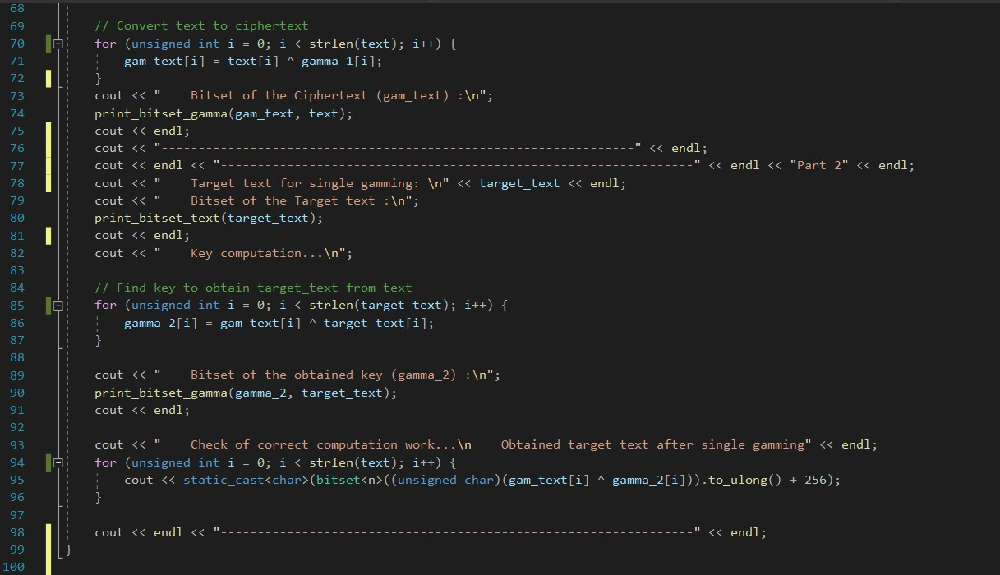 68
69 // Convert text to ciphertext
70 for (unsigned int i = 0; i < strlen(text); i++) {
71 gam_text[i] = text[i] ^ gamma_1[i];
72 }
73 cout << "    Bitset of the Ciphertext (gam_text) :\n";
74 print_bitset_gamma(gam_text, text);
75 cout << endl;
76 cout << "----------------------------------------------------------------" << endl;
77 cout << endl << "----------------------------------------------------------------" << endl << "Part 2" << endl;
78 cout << "    Target text for single gamming: \n" << target_text << endl;
79 cout << "    Bitset of the Target text :\n";
80 print_bitset_text(target_text);
81 cout << endl;
82 cout << "    Key computation...\n";
83
84 // Find key to obtain target_text from text
85 for (unsigned int i = 0; i < strlen(target_text); i++) {
86 gamma_2[i] = gam_text[i] ^ target_text[i];
87 }
88
89 cout << "    Bitset of the obtained key (gamma_2) :\n";
90 print_bitset_gamma(gamma_2, target_text);
91 cout << endl;
92
93 cout << "    Check of correct computation work...\n    Obtained target text after single gamming" << endl;
94 for (unsigned int i = 0; i < strlen(text); i++) {
95 cout << static_cast<char>(bitset<n>((unsigned char)(gam_text[i] ^ gamma_2[i])).to_ulong() + 256);
96 }
97
98 cout << endl << "----------------------------------------------------------------" << endl;
99 }
100